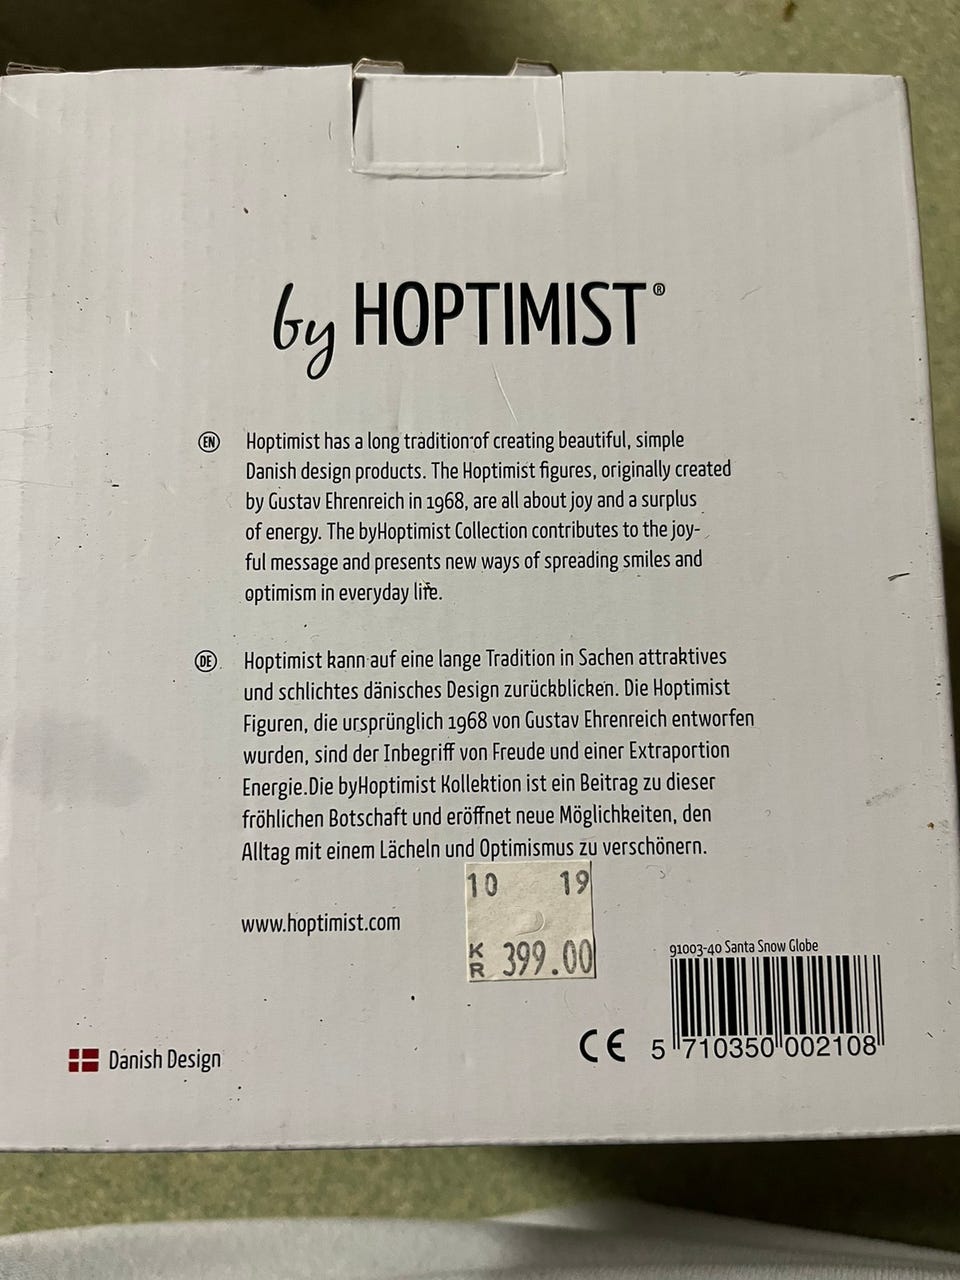 by HOPTIMIST®
EN
Hoptimist has a long tradition of creating beautiful, simple
Danish design products. The Hoptimist figures, originally created
by Gustav Ehrenreich in 1968, are all about joy and a surplus
of energy. The byHoptimist Collection contributes to the joy-
ful message and presents new ways of spreading smiles and
optimism in everyday life.
DE
Hoptimist kann auf eine lange Tradition in Sachen attraktives
und schlichtes dänisches Design zurückblicken. Die Hoptimist
Figuren, die ursprünglich 1968 von Gustav Ehrenreich entworfen
wurden, sind der Inbegriff von Freude und einer Extraportion
Energie.Die byHoptimist Kollektion ist ein Beitrag zu dieser
fröhlichen Botschaft und eröffnet neue Möglichkeiten, den
Alltag mit einem Lächeln und Optimismus zu verschönern.
10 19
KR 399.00
www.hoptimist.com
91003-40 Santa Snow Globe
CE
5 710350 002108
Danish Design